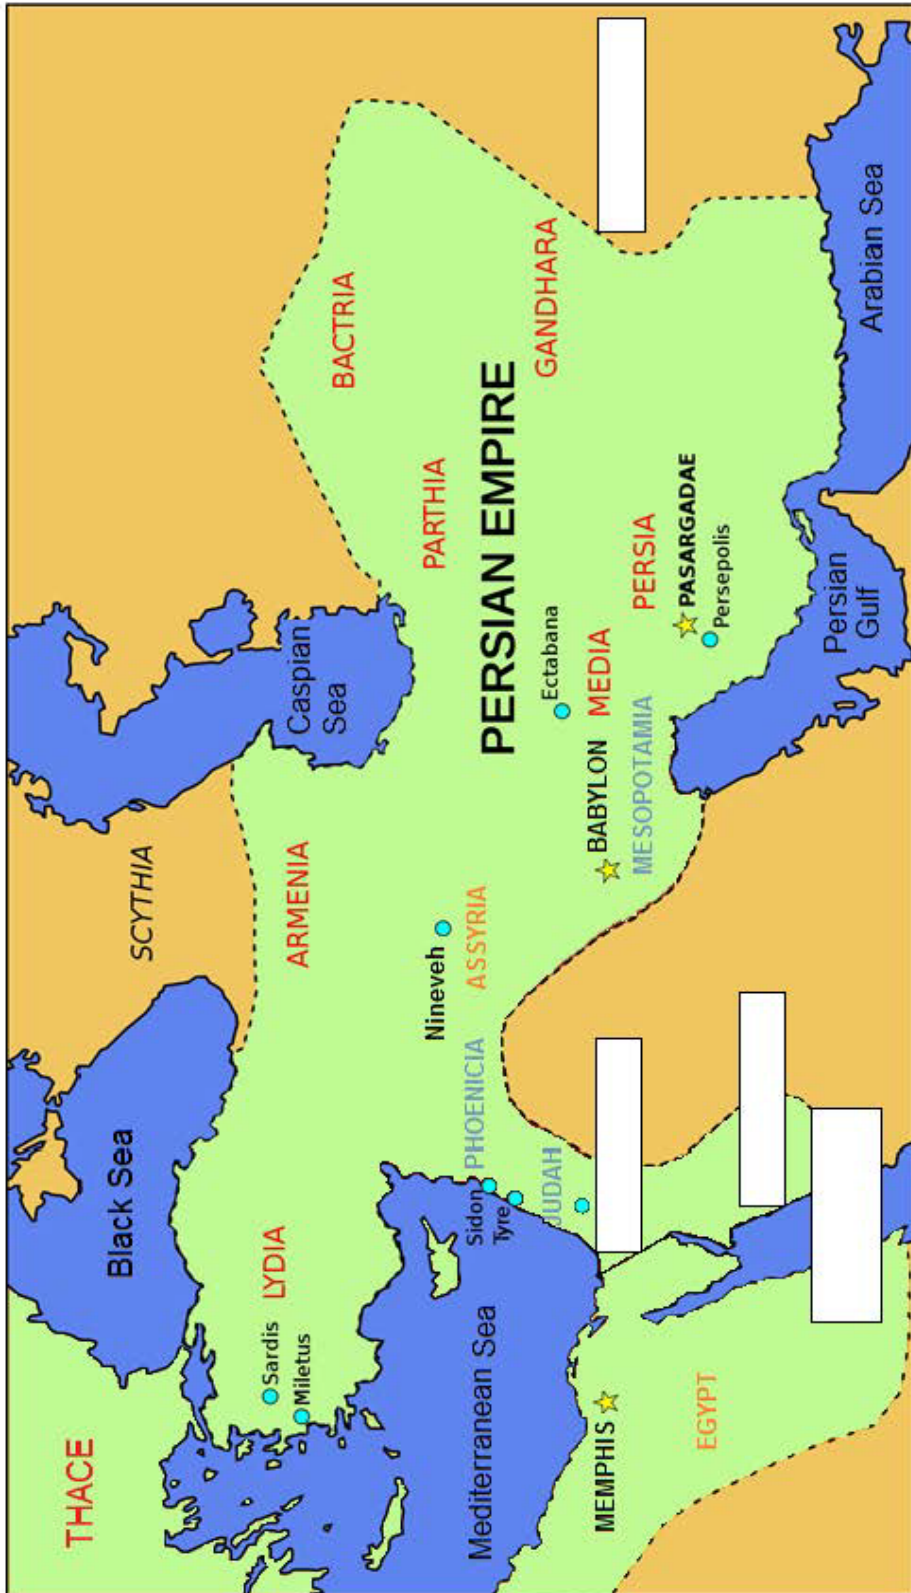 THACE
Black Sea
SCYTHIA
Caspian
Sea
Sardis
LYDIA
Miletus
ARMENIA
BACTRIA
PARTHIA
Nineveh
ASSYRIA
PERSIAN EMPIRE
Mediterranean Sea
Sidon
Tyre
PHOENICIA
JUDAH
Ectabana
GANDHARA
MEMPHIS
BABYLON
MEDIA
MESOPOTAMIA
PERSIA
PASARGADAE
Persepolis
EGYPT
Persian
Gulf
Arabian Sea